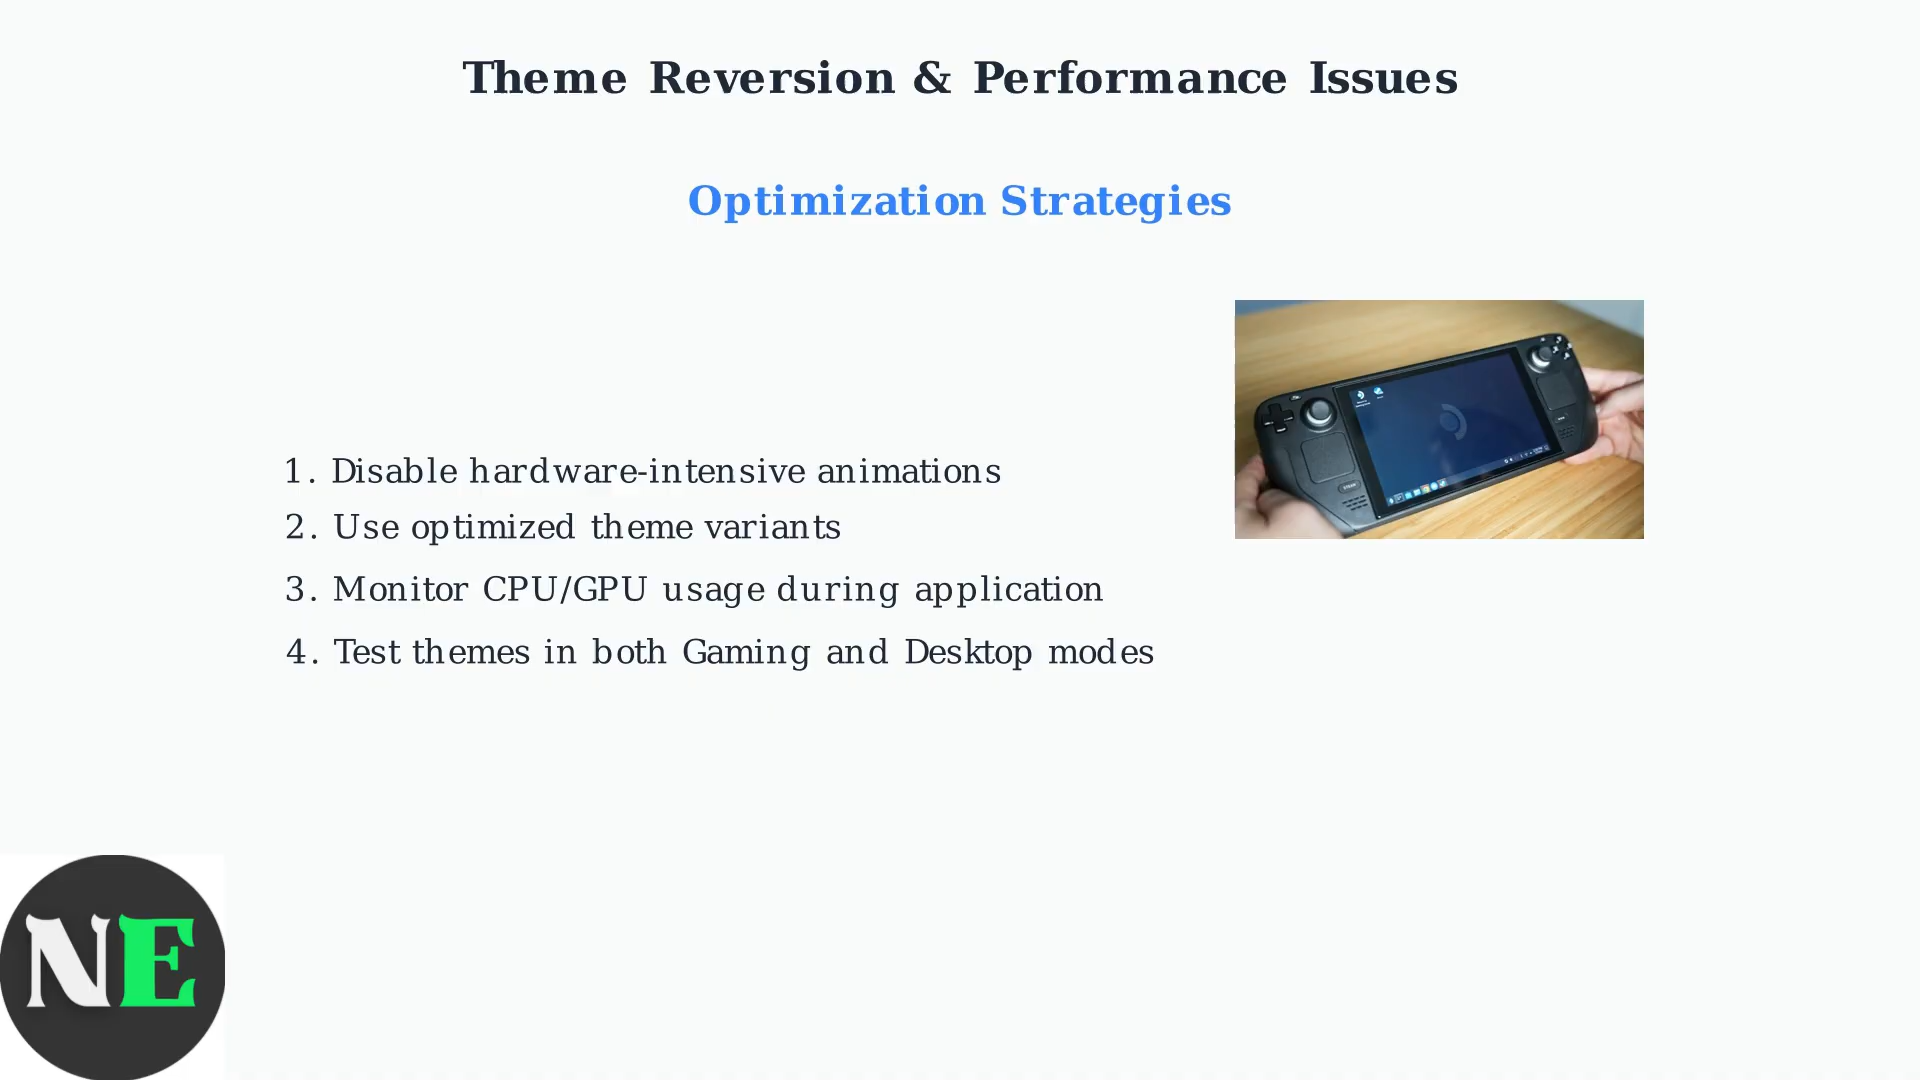 Theme Reversion & Performance Issues
Optimization Strategies
1. Disable hardware-intensive animations
2. Use optimized theme variants
3. Monitor CPU/GPU usage during application
4. Test themes in both Gaming and Desktop modes
NE